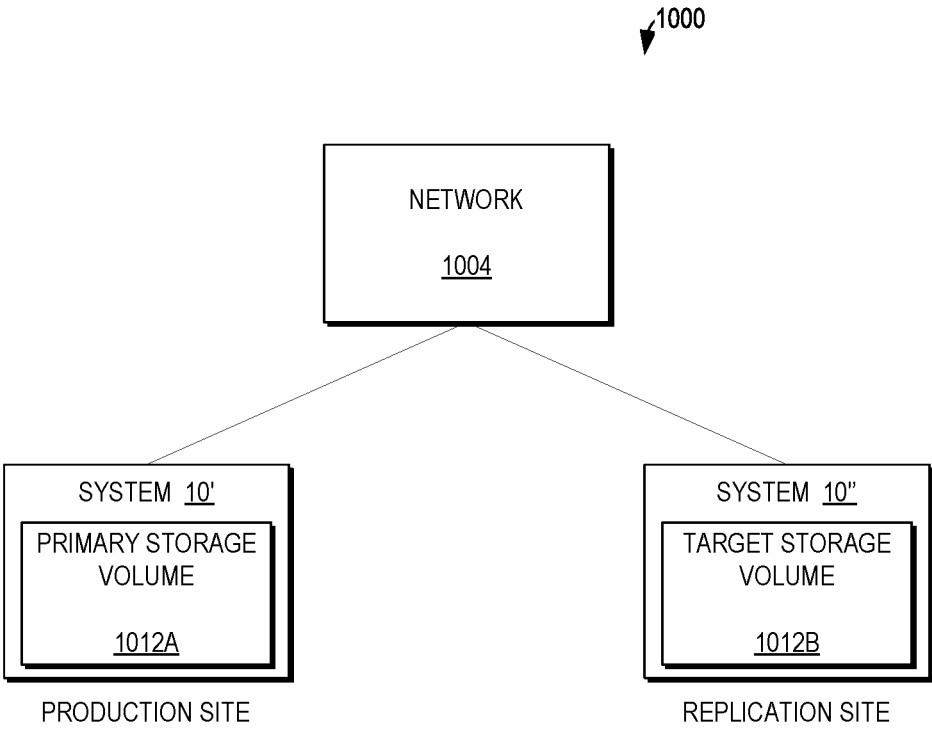 1000
NETWORK
1004
SYSTEM 10'
PRIMARY STORAGE
VOLUME
1012A
PRODUCTION SITE
SYSTEM 10"
TARGET STORAGE
VOLUME
1012B
REPLICATION SITE